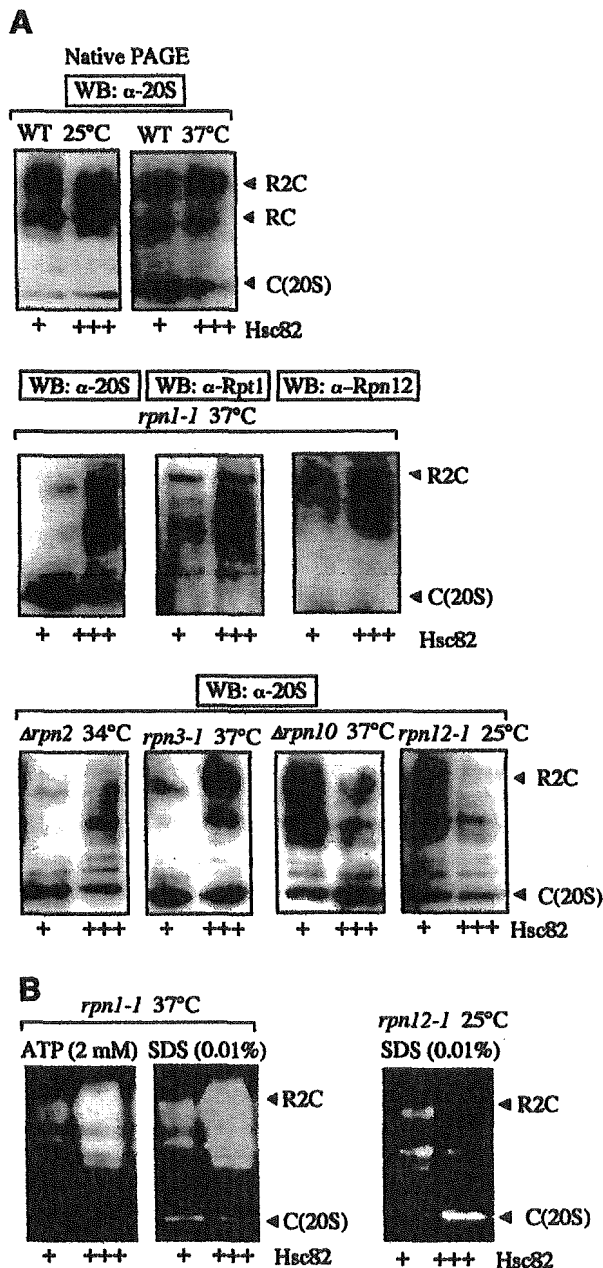 A
Native PAGE
WB: α-20S
WT 25°C WT 37°C
R2C
RC
C(20S)
+ +++ + +++ Hsc82
WB: α-20S WB: α-Rpt1 WB: α–Rpn12
rpn1-1 37°C
R2C
C(20S)
+ +++ + +++ + +++ Hsc82
WB: α-20S
Δrpn2 34°C rpn3-1 37°C Δrpn10 37°C rpn12-1 25°C
R2C
C(20S)
+ +++ + +++ + +++ + +++ Hsc82
B
rpn1-1 37°C rpn12-1 25°C
ATP (2 mM) SDS (0.01%) SDS (0.01%)
R2C R2C
C(20S) C(20S)
+ +++ + +++ Hsc82 + +++ Hsc82